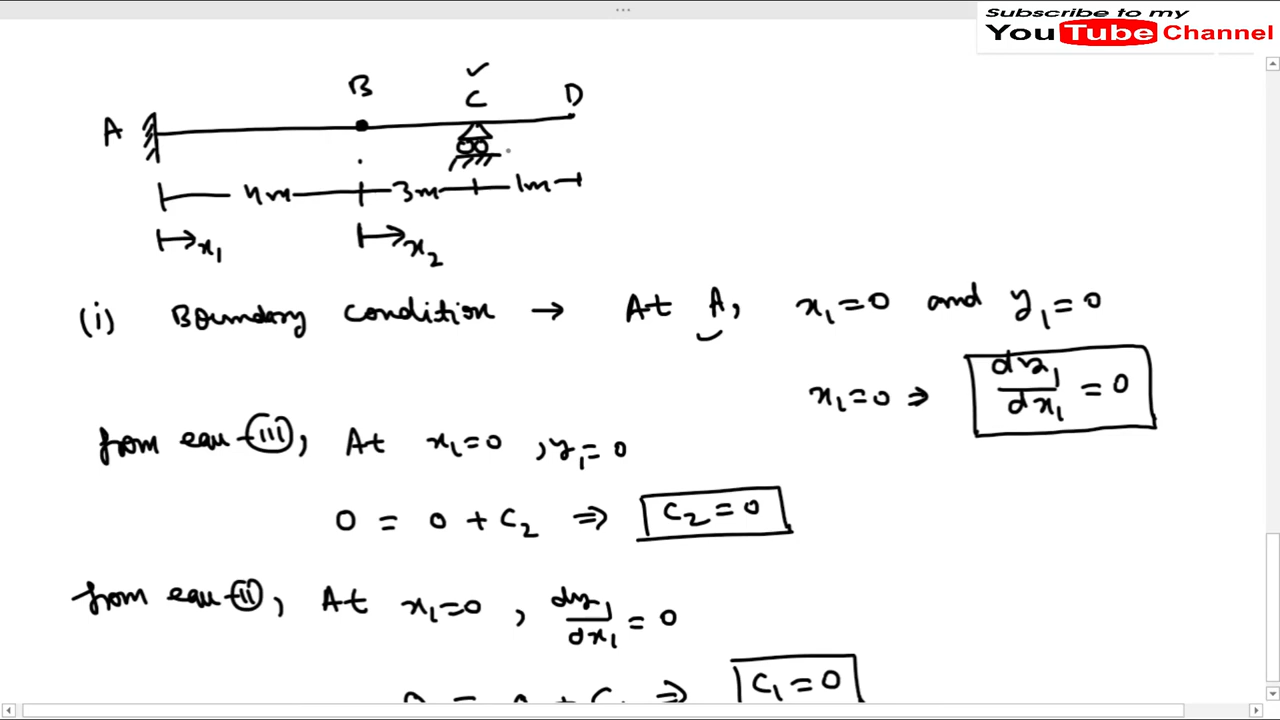 Subscribe to my
YouTube Channel
B
C
D
A
4m
3m
1m
x₁
x₂
(i) Boundary condition → At A, x₁=0 and y₁=0
x₁=0 ⇒ dy₁/dx₁ = 0
from equ-(iii), At x₁=0, y₁=0
0 = 0 + C₂ ⇒ C₂=0
from equ-(ii), At x₁=0, dy₁/dx₁ = 0
⇒ C₁=0